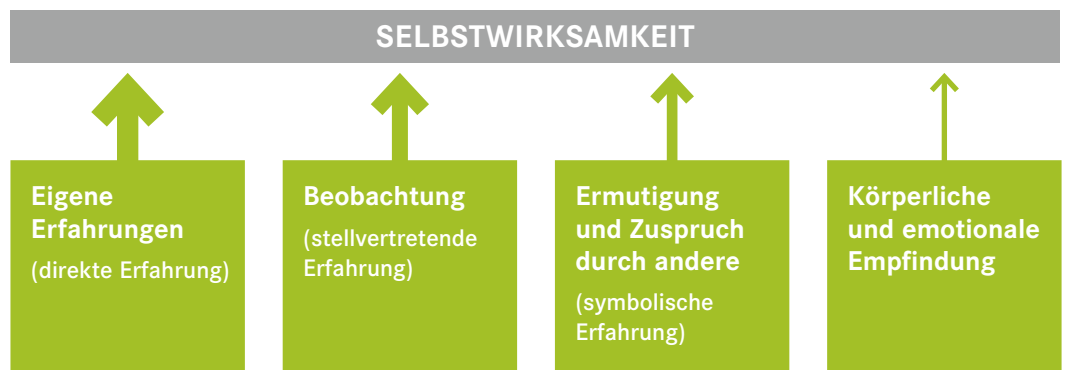 SELBSTWIRKSAMKEIT
Eigene
Erfahrungen
(direkte Erfahrung)
Beobachtung
(stellvertretende
Erfahrung)
Ermutigung
und Zuspruch
durch andere
(symbolische
Erfahrung)
Körperliche
und emotionale
Empfindung